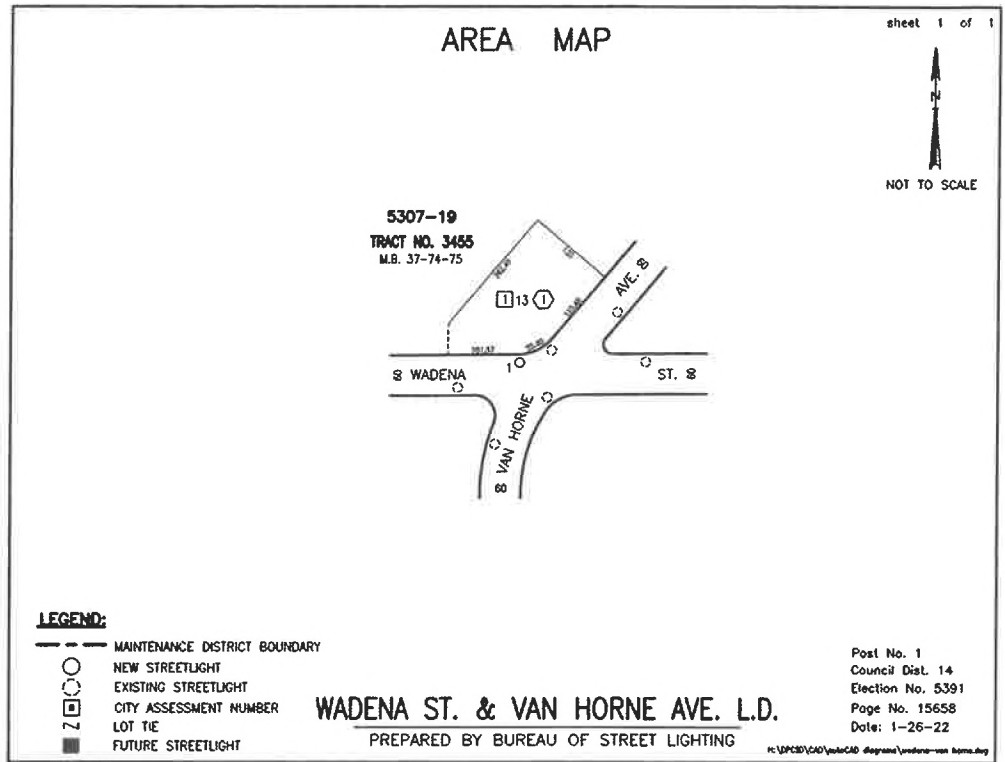 sheet 1 of 1
AREA MAP
N
NOT TO SCALE
5307-19
TRACT NO. 3455
M.B. 37-74-75
1 13 1
AVE. 60
1
60 WADENA
ST. 60
60 VAN HORNE
LEGEND:
MAINTENANCE DISTRICT BOUNDARY
NEW STREETLIGHT
EXISTING STREETLIGHT
CITY ASSESSMENT NUMBER
Z LOT TIE
FUTURE STREETLIGHT
WADENA ST. & VAN HORNE AVE. L.D.
PREPARED BY BUREAU OF STREET LIGHTING
Post No. 1
Council Dist. 14
Election No. 5391
Page No. 15658
Date: 1-26-22